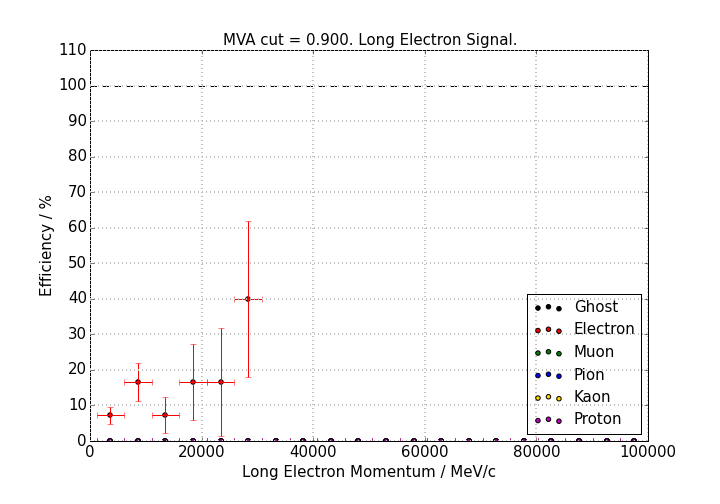 MVA cut = 0.900. Long Electron Signal.
110
100
90
80
70
60
50
40
30
20
10
0
Efficiency / %
Ghost
Electron
Muon
Pion
Kaon
Proton
0 20000 40000 60000 80000 100000
Long Electron Momentum / MeV/c